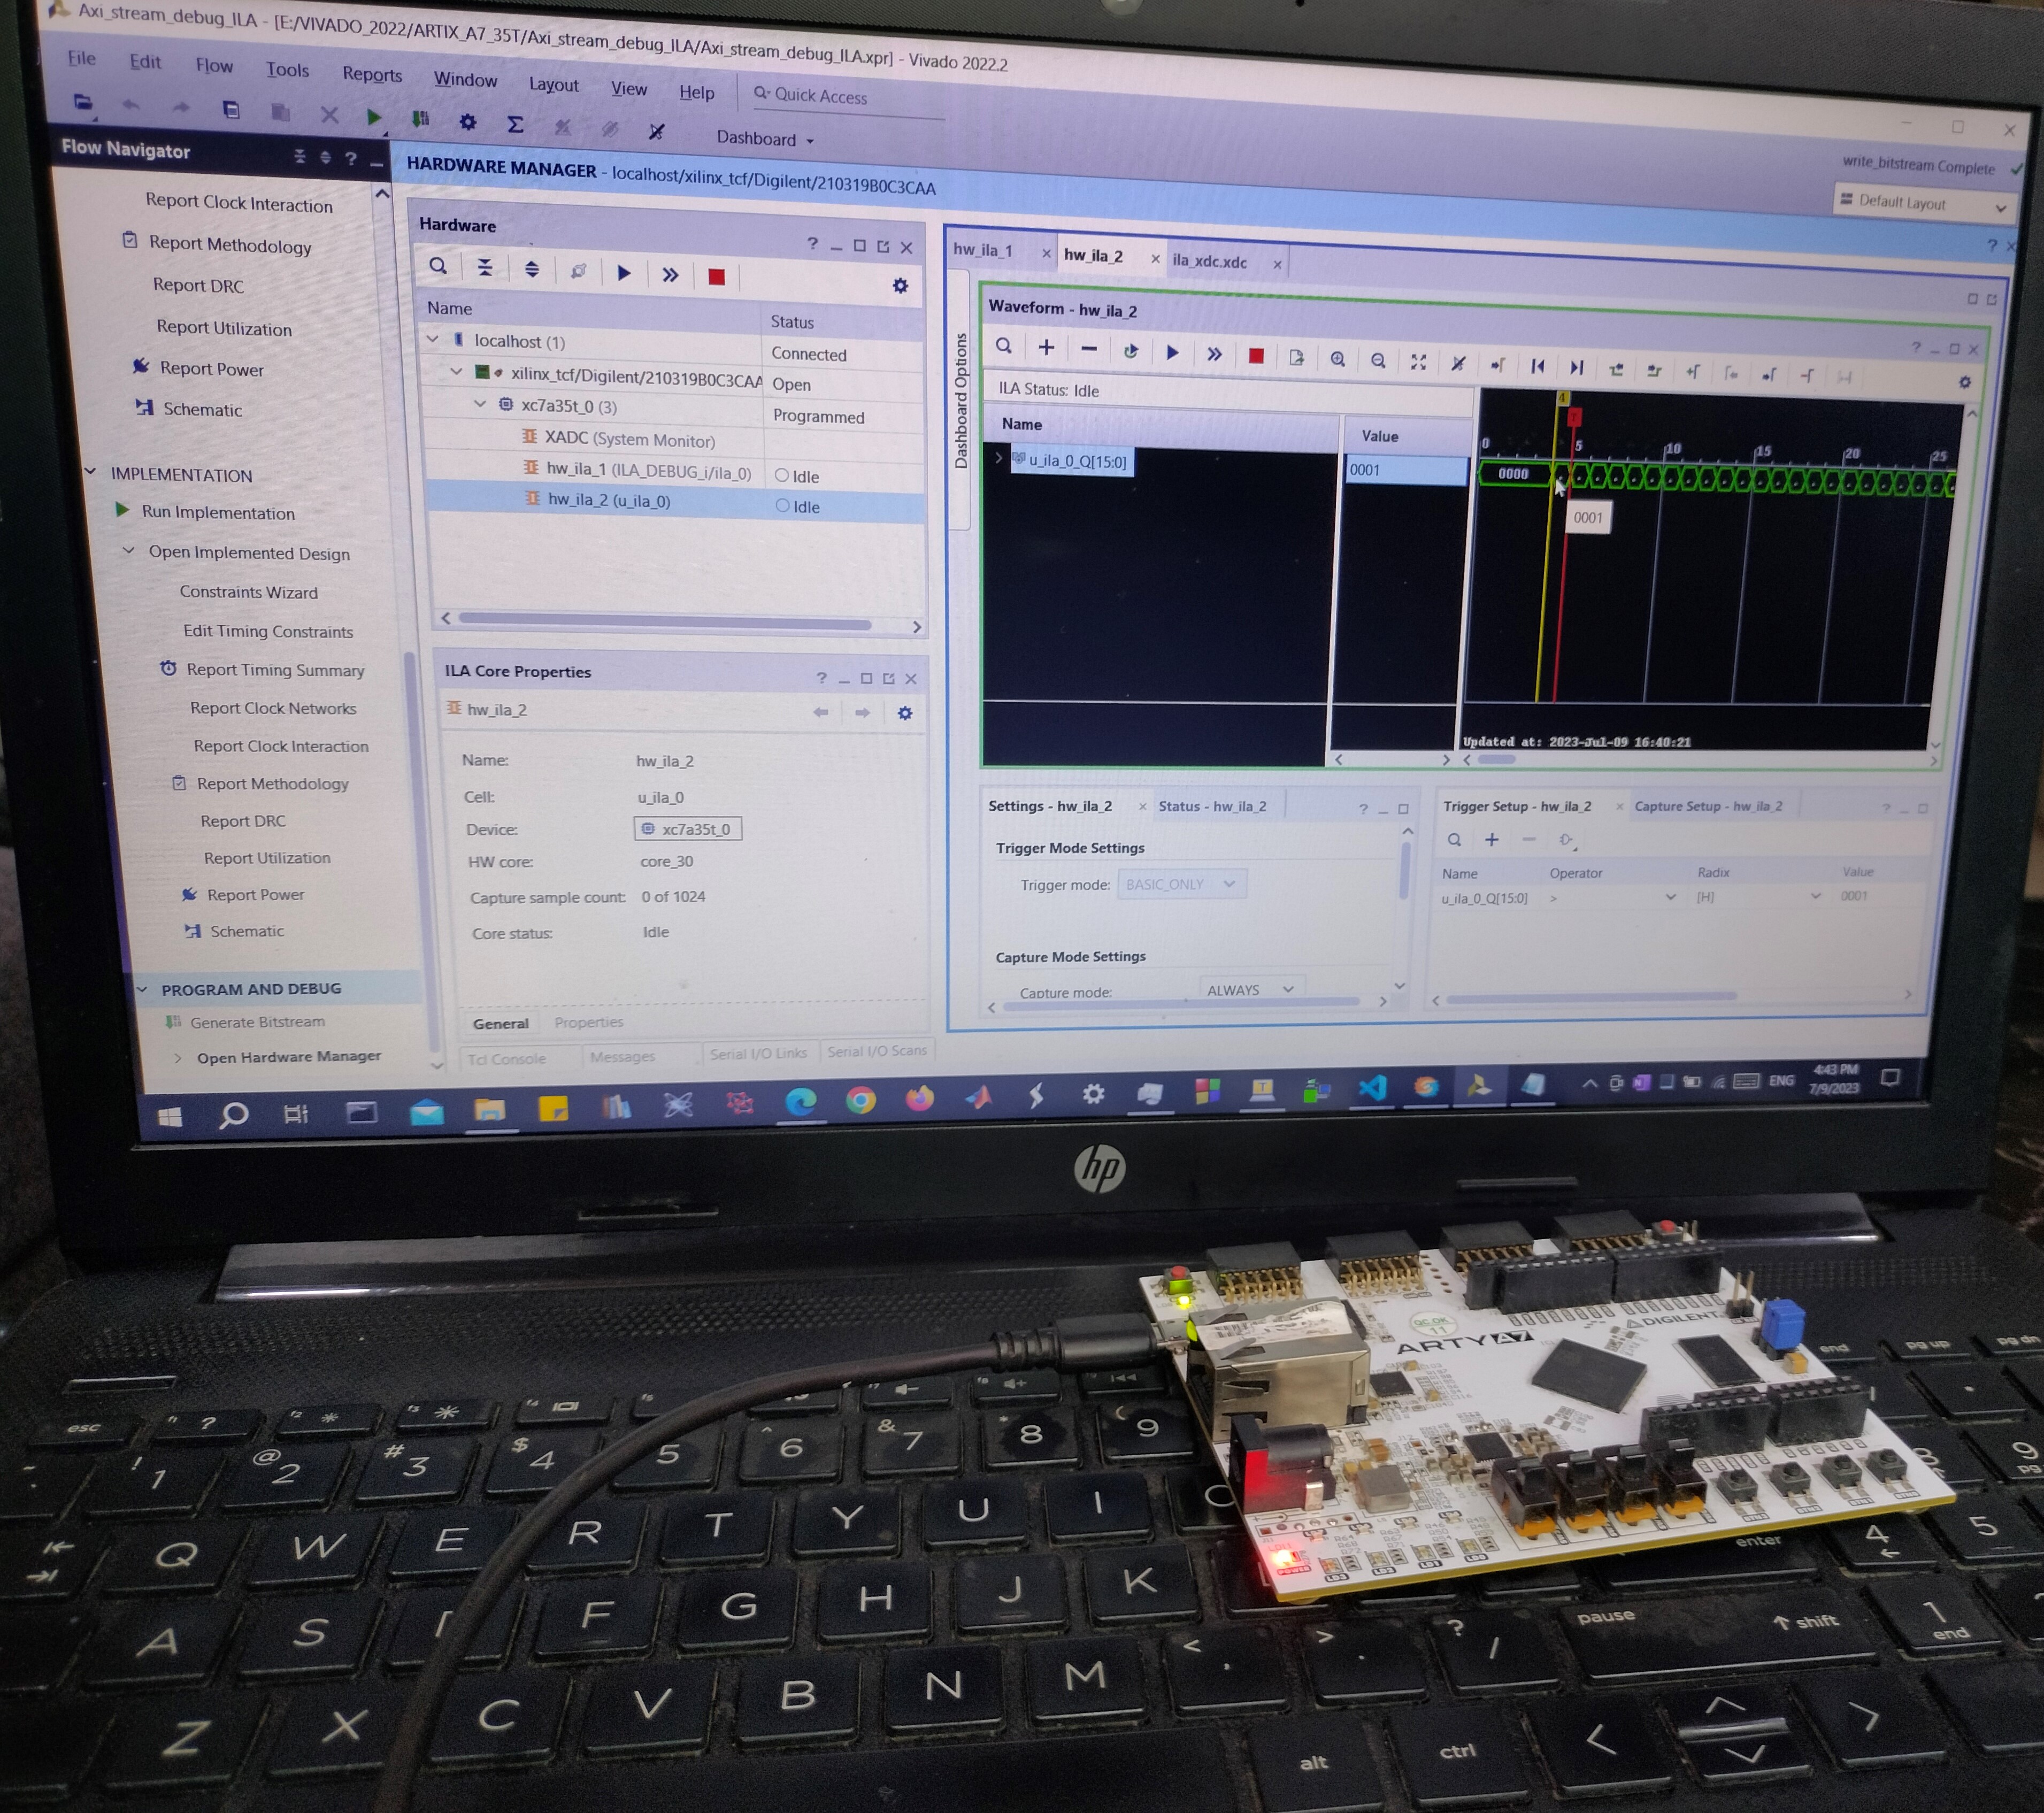 Axi_stream_debug_ILA - [E:/VIVADO_2022/ARTIX_A7_35T/Axi_stream_debug_ILA/Axi_stream_debug_ILA.xpr] - Vivado 2022.2
File Edit Flow Tools Reports Window Layout View Help Quick Access
Dashboard
write_bitstream Complete
Default Layout
Flow Navigator
Report Clock Interaction
Report Methodology
Report DRC
Report Utilization
Report Power
Schematic
IMPLEMENTATION
Run Implementation
Open Implemented Design
Constraints Wizard
Edit Timing Constraints
Report Timing Summary
Report Clock Networks
Report Clock Interaction
Report Methodology
Report DRC
Report Utilization
Report Power
Schematic
PROGRAM AND DEBUG
Generate Bitstream
Open Hardware Manager
HARDWARE MANAGER - localhost/xilinx_tcf/Digilent/210319B0C3CAA
Hardware
Name Status
localhost (1) Connected
xilinx_tcf/Digilent/210319B0C3CAA Open
xc7a35t_0 (3) Programmed
XADC (System Monitor)
hw_ila_1 (ILA_DEBUG_i/ila_0) Idle
hw_ila_2 (u_ila_0) Idle
ILA Core Properties
hw_ila_2
Name: hw_ila_2
Cell: u_ila_0
Device: xc7a35t_0
HW core: core_30
Capture sample count: 0 of 1024
Core status: Idle
General Properties
Tcl Console Messages Serial I/O Links Serial I/O Scans
hw_ila_1 hw_ila_2 ila_xdc.xdc
Dashboard Options
Waveform - hw_ila_2
ILA Status: Idle
Name Value
u_ila_0_Q[15:0] 0001
4
0 5 10 15 20 25
0000
0001
Updated at: 2023-Jul-09 16:40:21
Settings - hw_ila_2 Status - hw_ila_2
Trigger Mode Settings
Trigger mode: BASIC_ONLY
Capture Mode Settings
Capture mode: ALWAYS
Trigger Setup - hw_ila_2 Capture Setup - hw_ila_2
Name Operator Radix Value
u_ila_0_Q[15:0] > [H] 0001
ENG
4:43 PM
7/9/2023
hp
ARTY A7
DIGILENT
QC OK
11
POWER
esc
end pg up pg dn
! 1 @ 2 # 3 $ 4 5 ^ 6 & 7 * 8 ( 9
Q W E R T Y U I
A S F G H J K
enter
4 5
Z X C V B N M < , > . ? /
pause
shift
1
end
alt ctrl